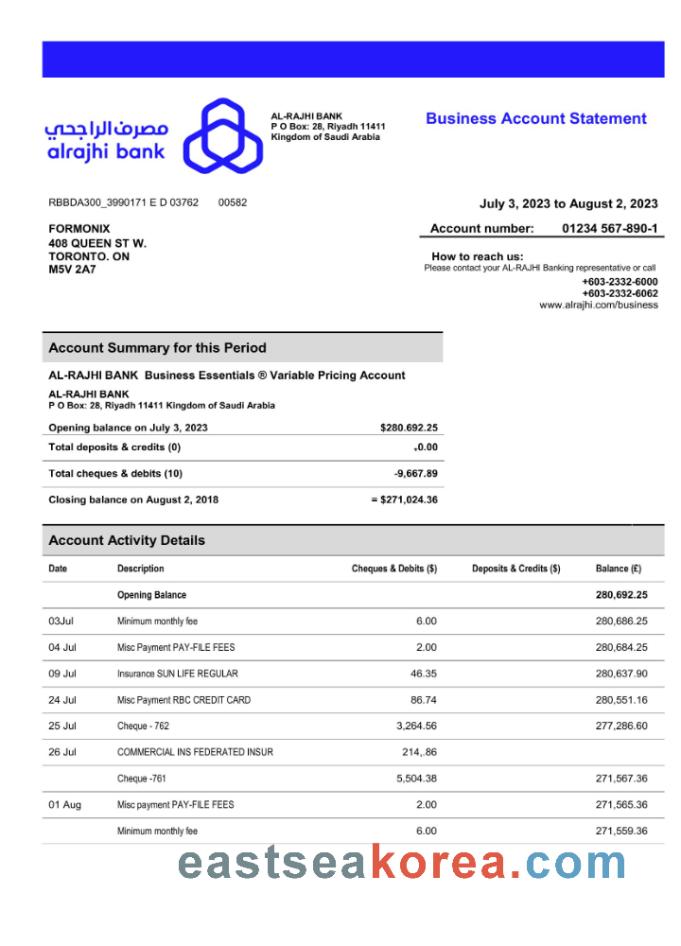 مصرف الراجحي
alrajhi bank
AL-RAJHI BANK
P O Box: 28, Riyadh 11411
Kingdom of Saudi Arabia
Business Account Statement
RBBDA300_3990171 E D 03762 00582
July 3, 2023 to August 2, 2023
FORMONIX
408 QUEEN ST W.
TORONTO. ON
M5V 2A7
Account number: 01234 567-890-1
How to reach us:
Please contact your AL-RAJHI Banking representative or call
+603-2332-6000
+603-2332-6062
www.alrajhi.com/business
Account Summary for this Period
AL-RAJHI BANK Business Essentials ® Variable Pricing Account
AL-RAJHI BANK
P O Box: 28, Riyadh 11411 Kingdom of Saudi Arabia
Opening balance on July 3, 2023 $280.692.25
Total deposits & credits (0) .0.00
Total cheques & debits (10) -9,667.89
Closing balance on August 2, 2018 = $271,024.36
Account Activity Details
Date Description Cheques & Debits ($) Deposits & Credits ($) Balance (£)
Opening Balance 280,692.25
03Jul Minimum monthly fee 6.00 280,686.25
04 Jul Misc Payment PAY-FILE FEES 2.00 280,684.25
09 Jul Insurance SUN LIFE REGULAR 46.35 280,637.90
24 Jul Misc Payment RBC CREDIT CARD 86.74 280,551.16
25 Jul Cheque - 762 3,264.56 277,286.60
26 Jul COMMERCIAL INS FEDERATED INSUR 214,.86
Cheque -761 5,504.38 271,567.36
01 Aug Misc payment PAY-FILE FEES 2.00 271,565.36
Minimum monthly fee 6.00 271,559.36
eastseakorea.com